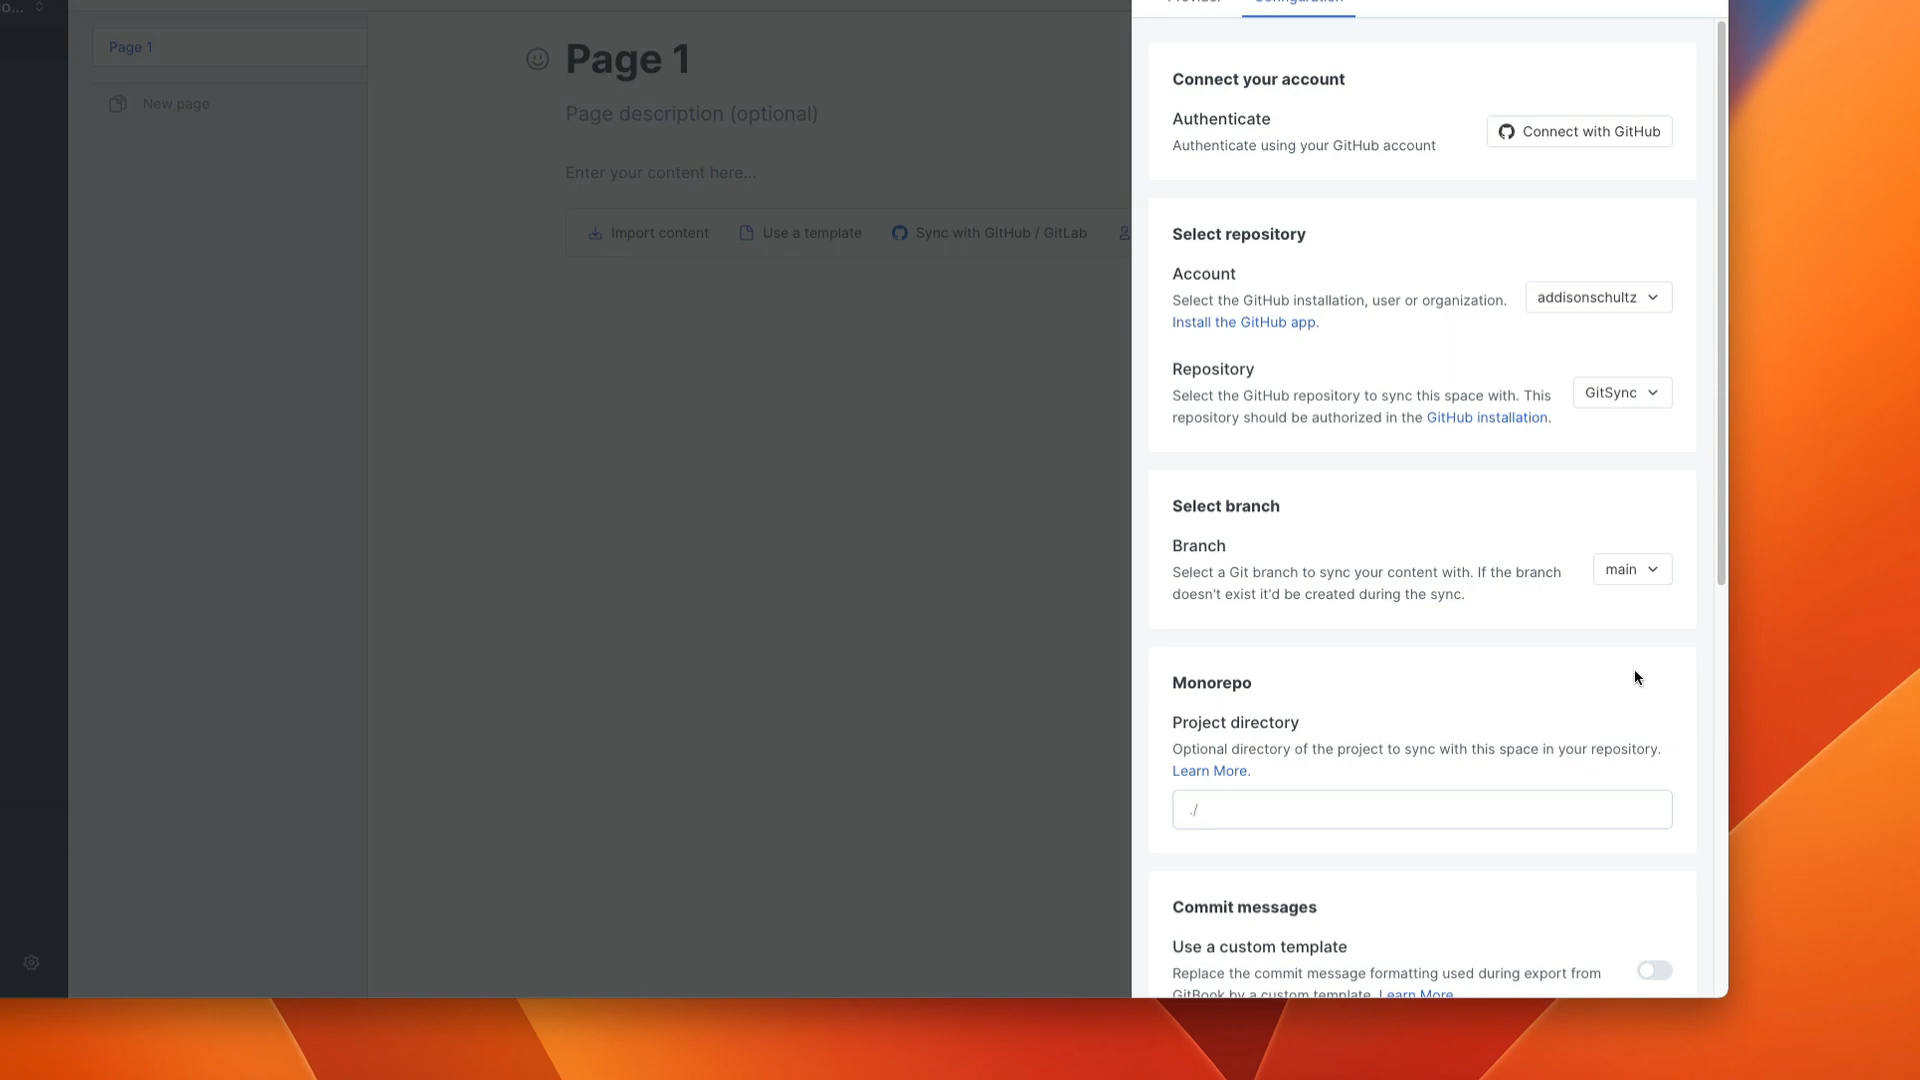 o...
Page 1
New page
Page 1
Page description (optional)
Enter your content here...
Import content
Use a template
Sync with GitHub / GitLab
Provider
Configuration
Connect your account
Authenticate
Authenticate using your GitHub account
Connect with GitHub
Select repository
Account
Select the GitHub installation, user or organization.
Install the GitHub app.
addisonschultz
Repository
Select the GitHub repository to sync this space with. This
repository should be authorized in the GitHub installation.
GitSync
Select branch
Branch
Select a Git branch to sync your content with. If the branch
doesn't exist it'd be created during the sync.
main
Monorepo
Project directory
Optional directory of the project to sync with this space in your repository.
Learn More.
./
Commit messages
Use a custom template
Replace the commit message formatting used during export from
GitBook by a custom template. Learn More